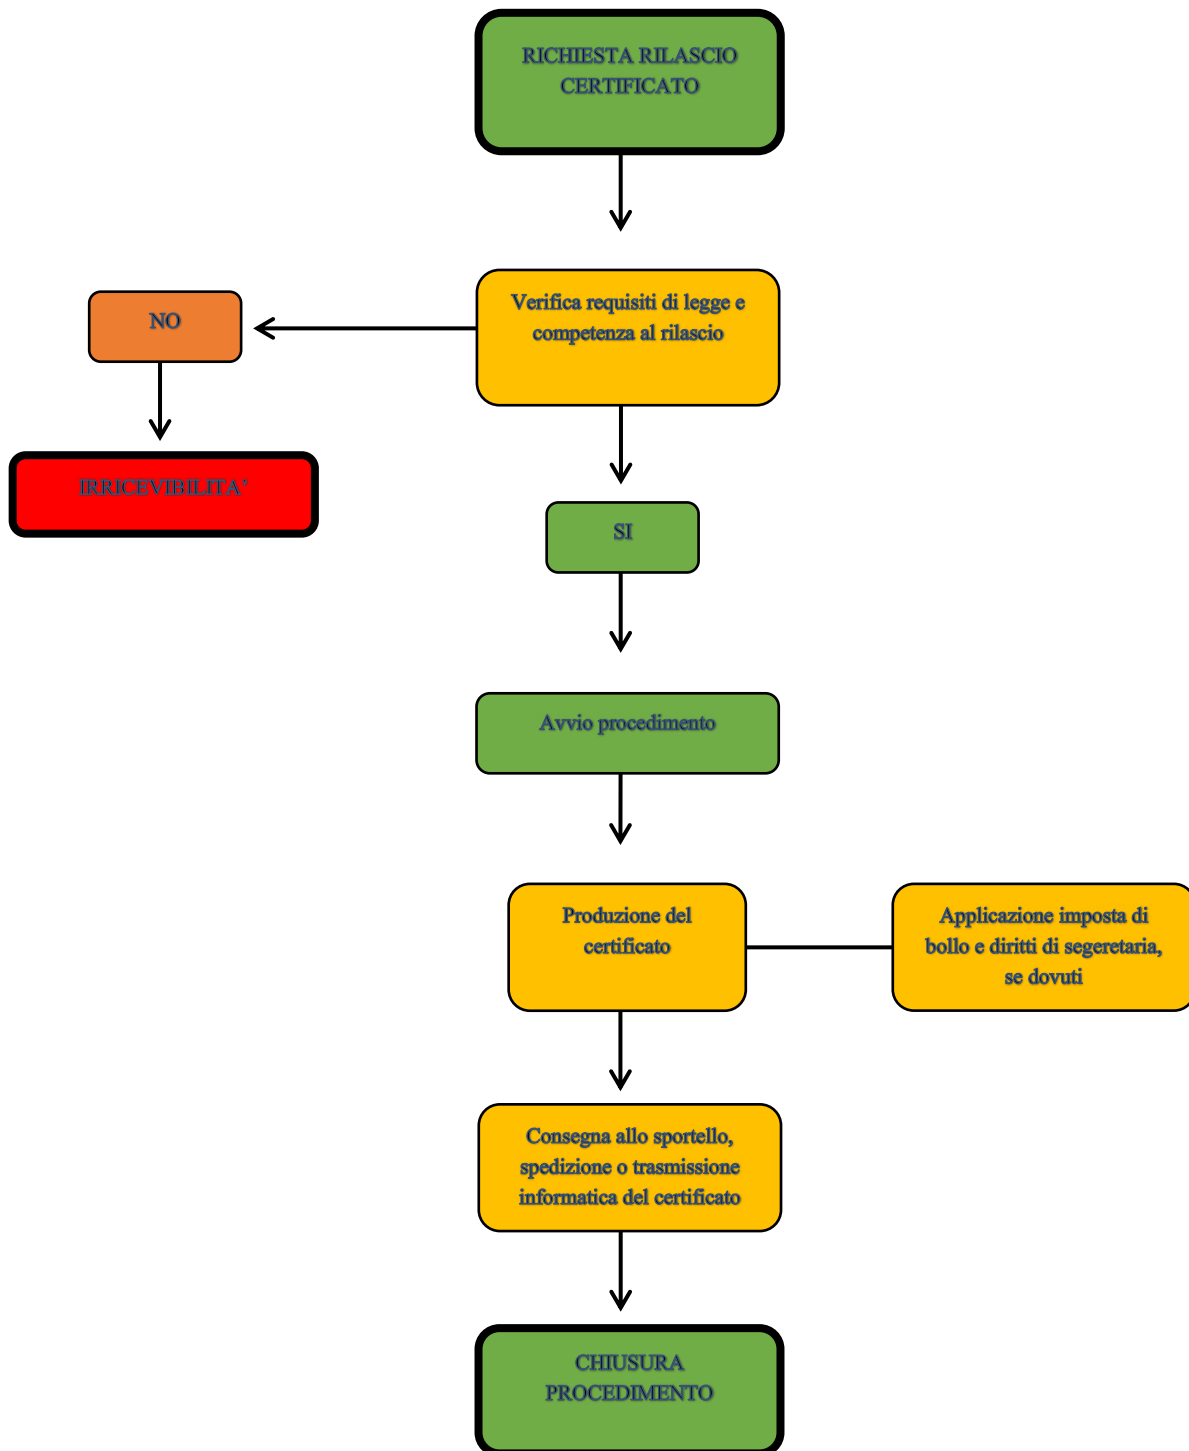 RICHIESTA RILASCIO
CERTIFICATO
Verifica requisiti di legge e
competenza al rilascio
NO
IRRICEVIBILITA’
SI
Avvio procedimento
Produzione del
certificato
Applicazione imposta di
bollo e diritti di segeretaria,
se dovuti
Consegna allo sportello,
spedizione o trasmissione
informatica del certificato
CHIUSURA
PROCEDIMENTO